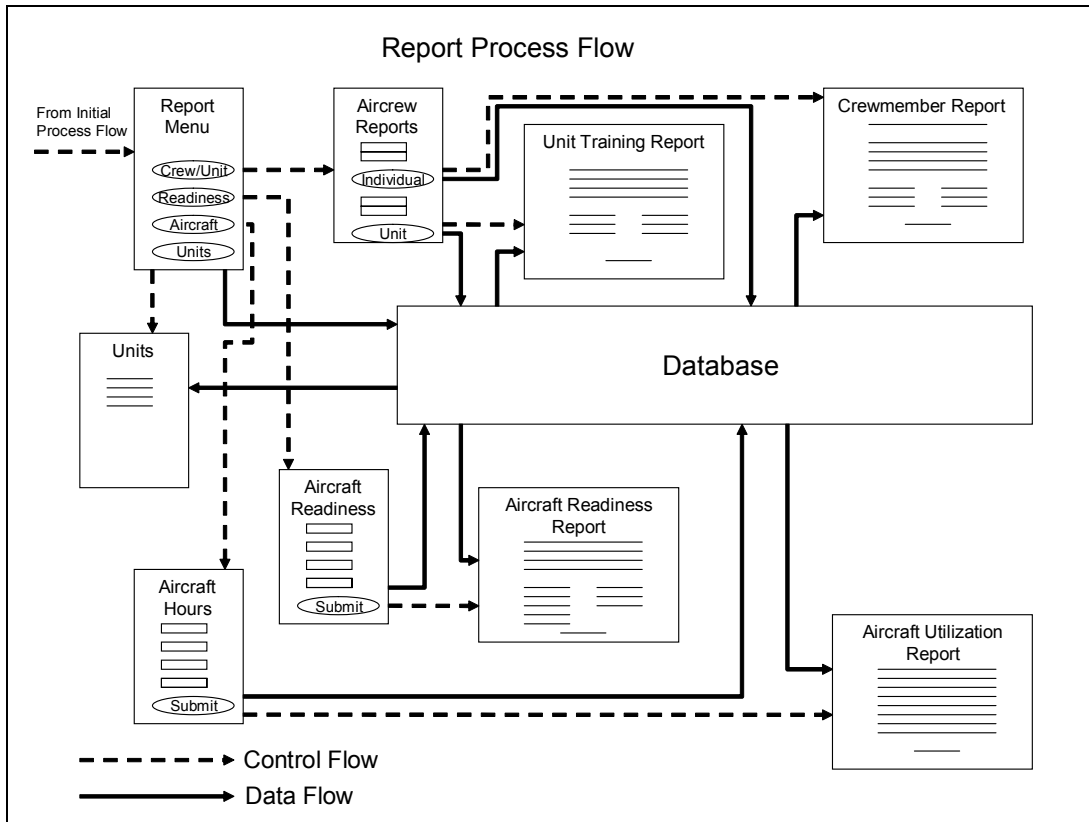 Report Process Flow
From Initial
Process Flow
Report
Menu
Crew/Unit
Readiness
Aircraft
Units
Aircrew
Reports
Individual
Unit
Unit Training Report
Crewmember Report
Units
Database
Aircraft
Readiness
Submit
Aircraft Readiness
Report
Aircraft
Hours
Submit
Aircraft Utilization
Report
Control Flow
Data Flow